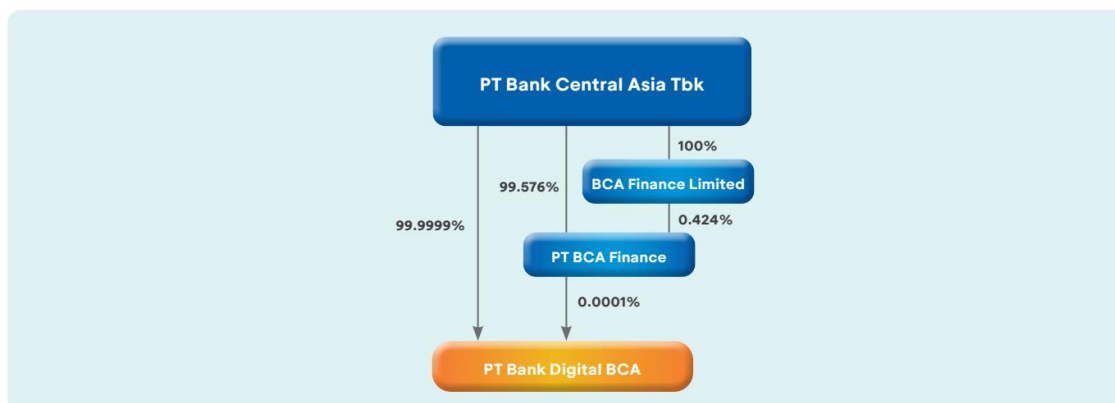 PT Bank Central Asia Tbk
100%
BCA Finance Limited
99.576%
0.424%
99.9999%
PT BCA Finance
0.0001%
PT Bank Digital BCA